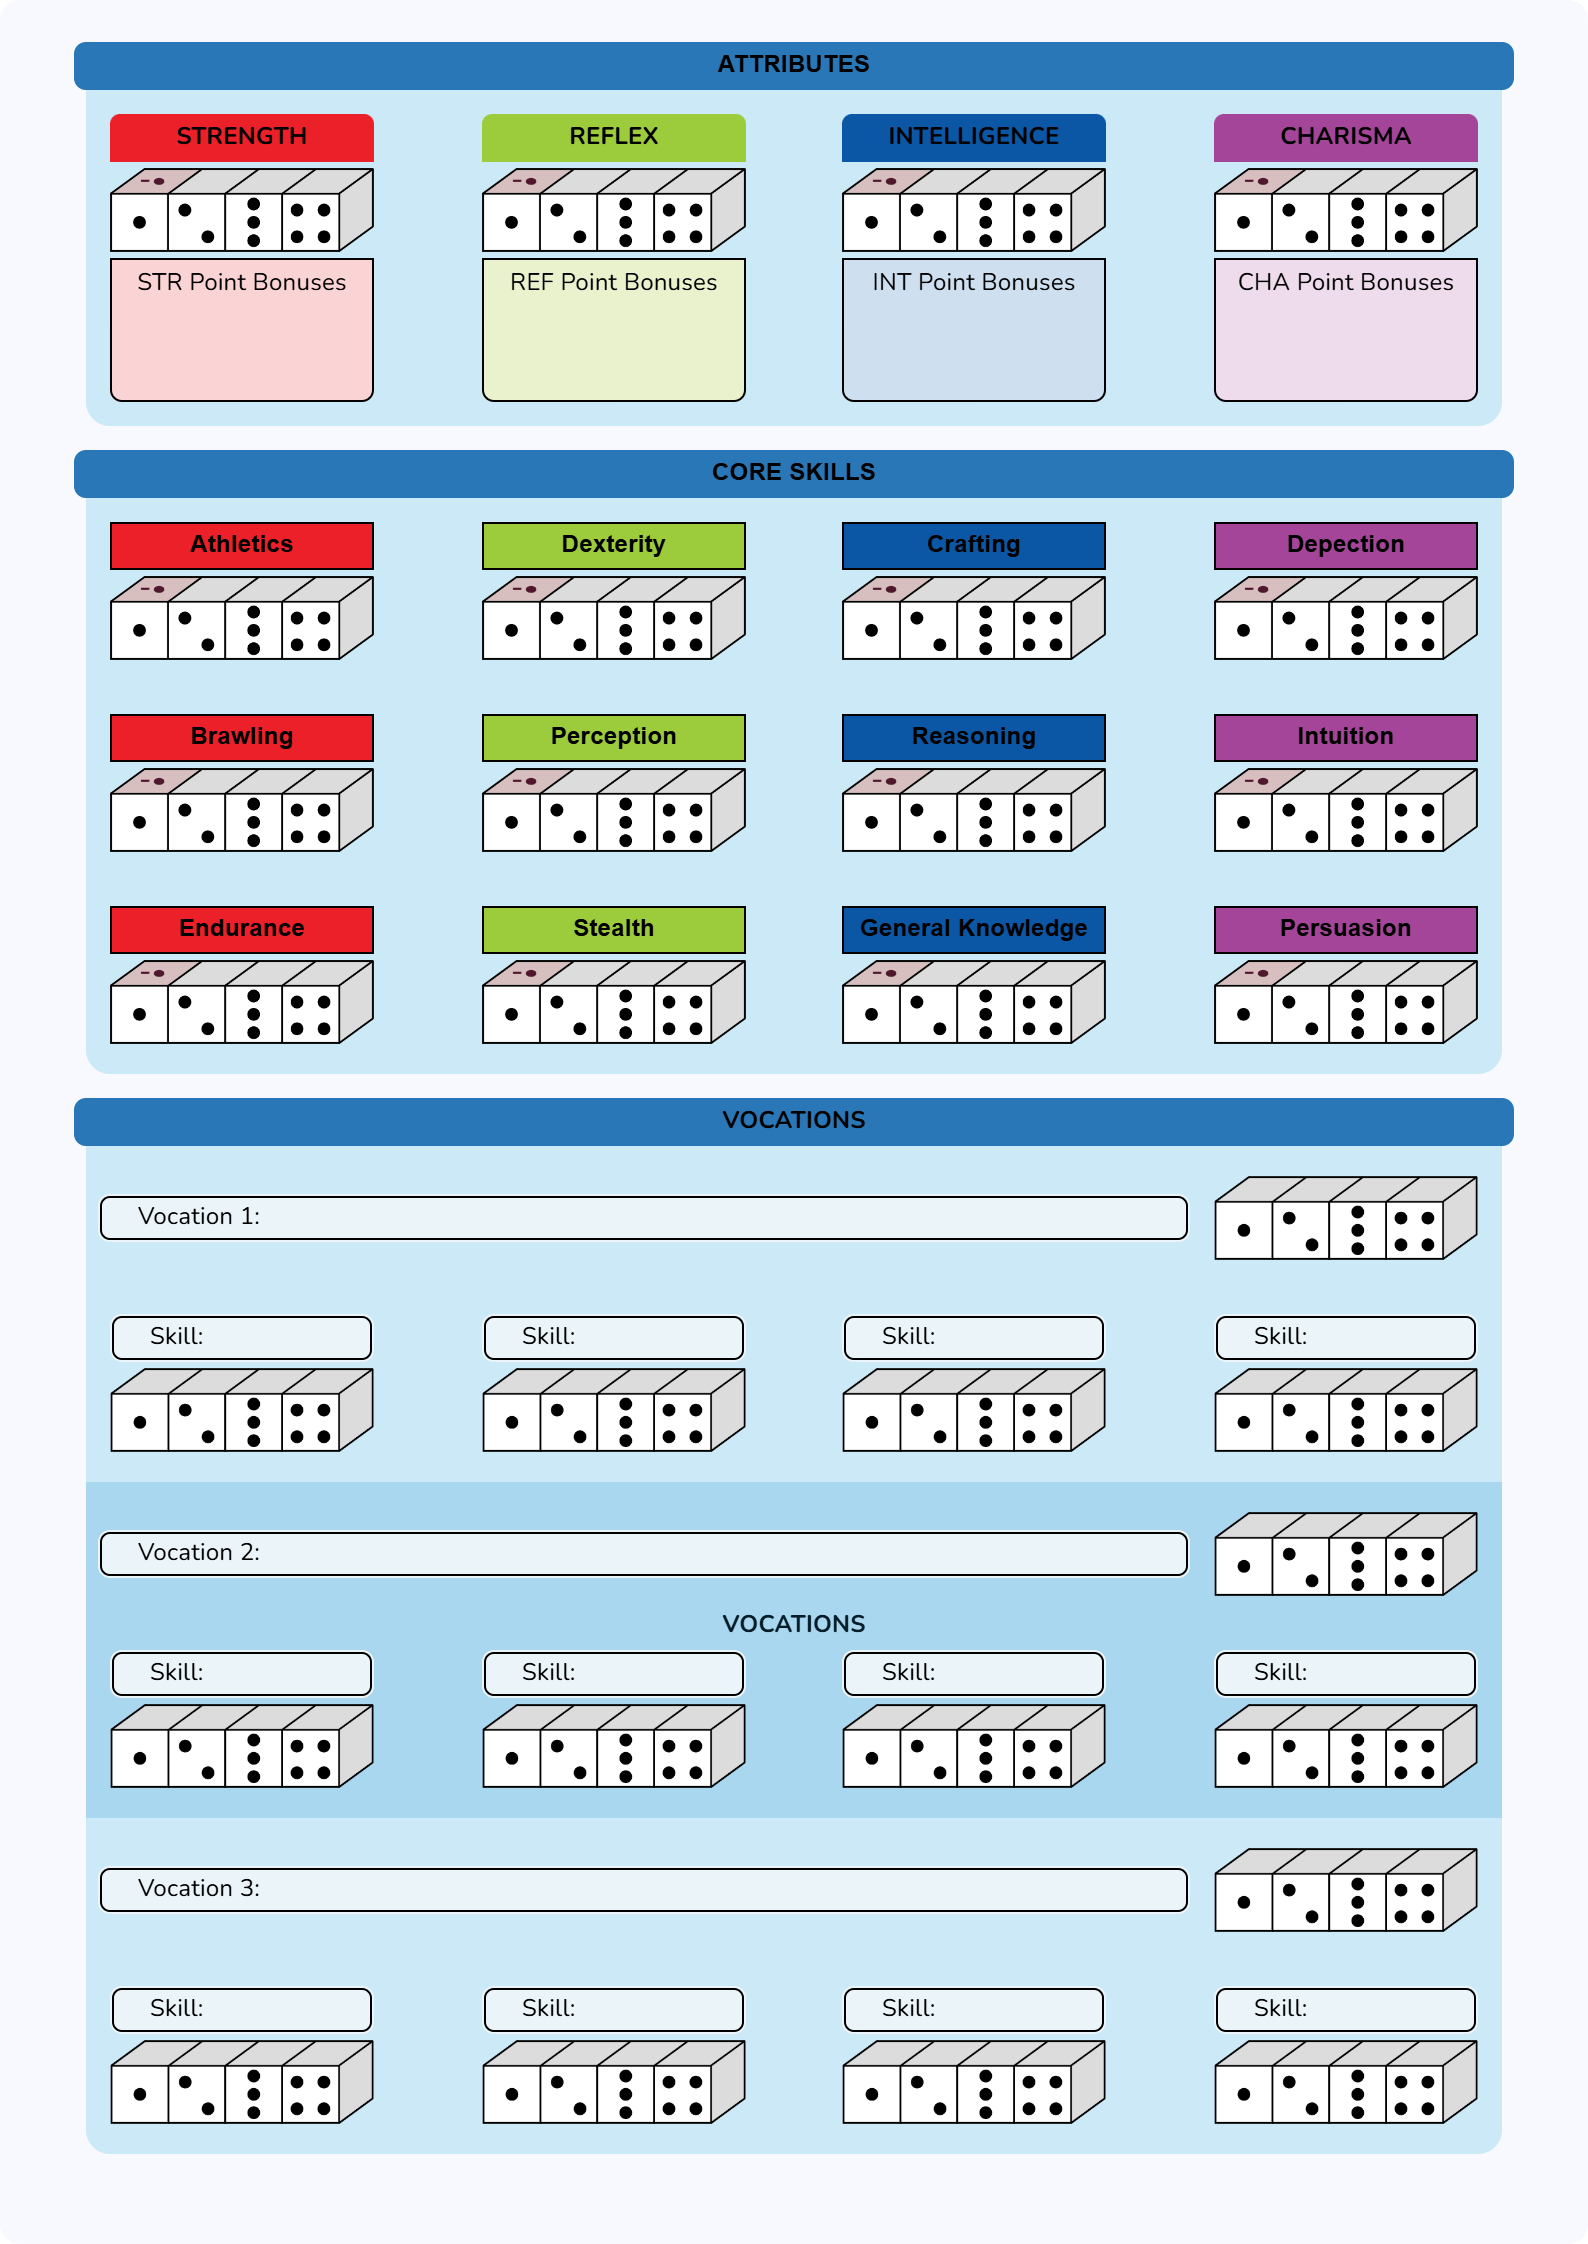 ATTRIBUTES
STRENGTH REFLEX INTELLIGENCE CHARISMA
STR Point Bonuses REF Point Bonuses INT Point Bonuses CHA Point Bonuses
CORE SKILLS
Athletics Dexterity Crafting Depection
Brawling Perception Reasoning Intuition
Endurance Stealth General Knowledge Persuasion
VOCATIONS
Vocation 1:
Skill: Skill: Skill: Skill:
Vocation 2:
VOCATIONS
Skill: Skill: Skill: Skill:
Vocation 3:
Skill: Skill: Skill: Skill: